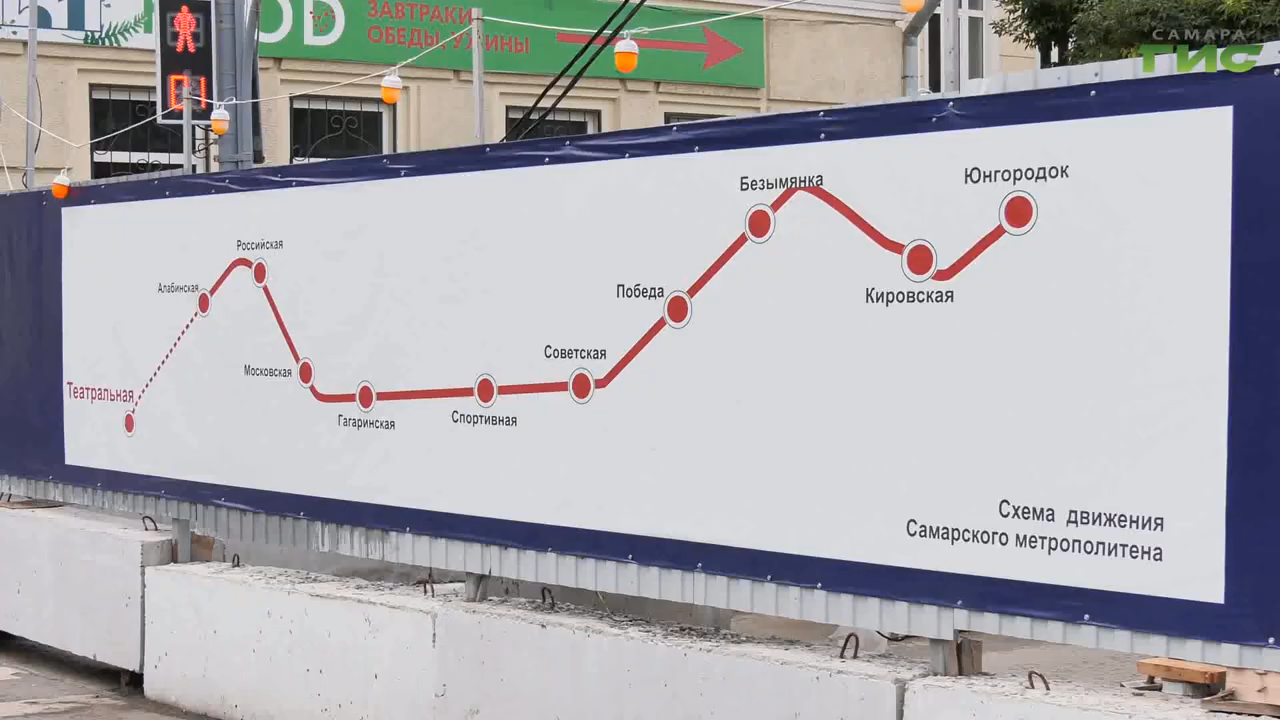 ЗАВТРАКИ
ОБЕДЫ, УЖИНЫ
САМАРА
ГИС
Юнгородок
Безымянка
Российская
Алабинская
Победа
Кировская
Советская
Московская
Театральная
Гагаринская
Спортивная
Схема движения
Самарского метрополитена